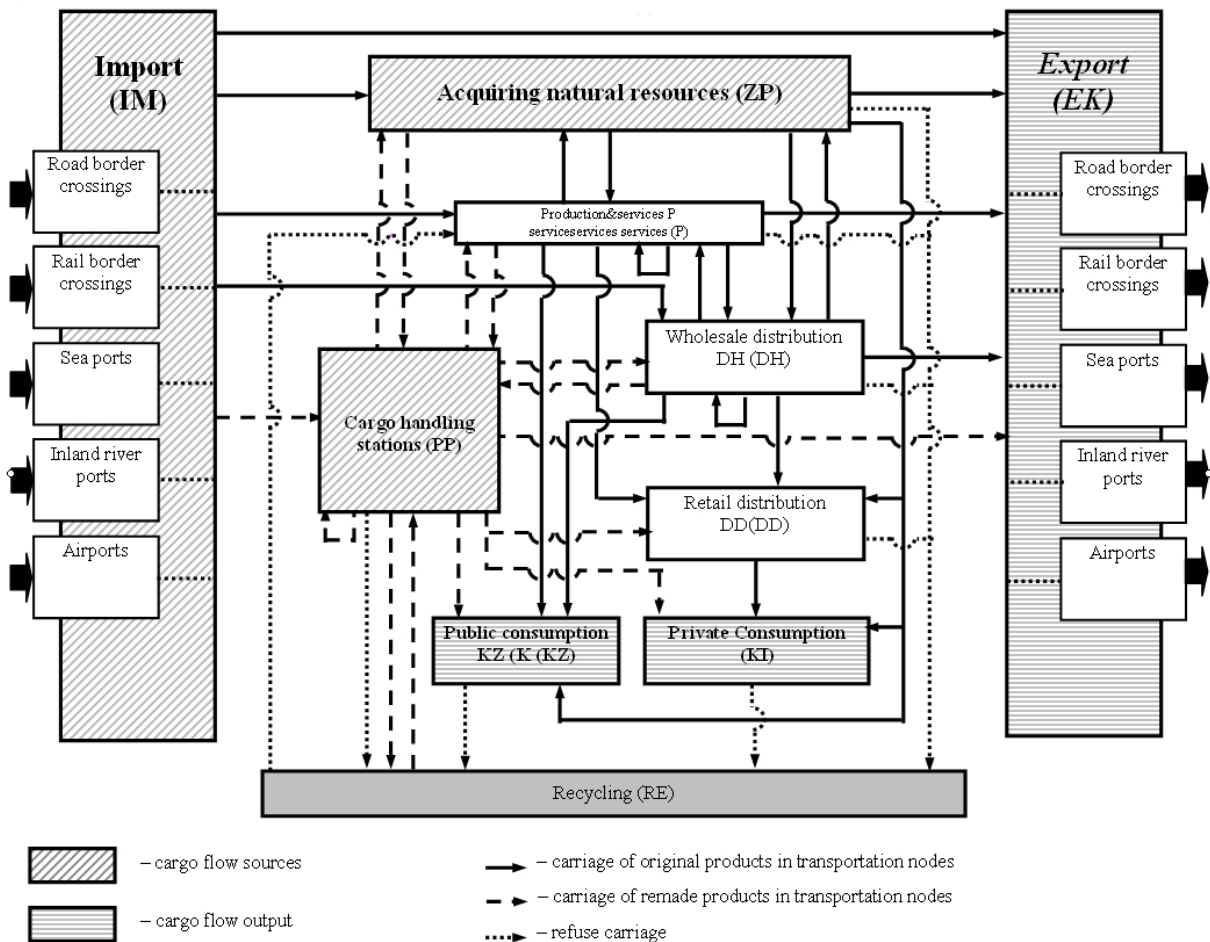 Import
(IM)
Acquiring natural resources (ZP)
Export
(EK)
Road border
crossings
Rail border
crossings
Sea ports
Inland river
ports
Airports
Production&services P
serviceservices services (P)
Wholesale distribution
DH (DH)
Cargo handling
stations (PP)
Retail distribution
DD(DD)
Public consumption
KZ (K (KZ)
Private Consumption
(KI)
Road border
crossings
Rail border
crossings
Sea ports
Inland river
ports
Airports
Recycling (RE)
– cargo flow sources
– cargo flow output
– carriage of original products in transportation nodes
– carriage of remade products in transportation nodes
– refuse carriage